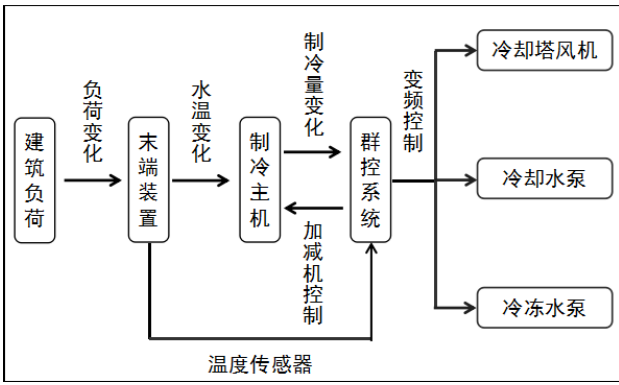 建筑负荷
负荷变化
末端装置
水温变化
制冷主机
制冷量变化
加减机控制
群控系统
变频控制
冷却塔风机
冷却水泵
冷冻水泵
温度传感器